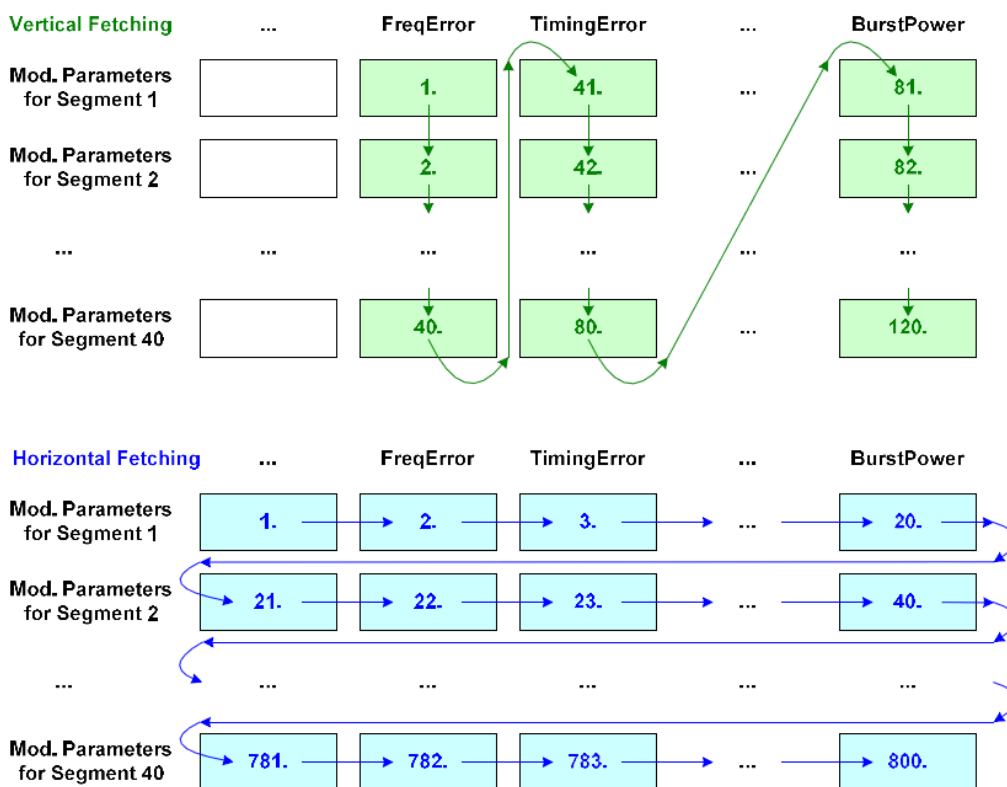 Vertical Fetching ... FreqError TimingError ... BurstPower
Mod. Parameters
for Segment 1
1. 41. ... 81.
Mod. Parameters
for Segment 2
2. 42. ... 82.
... ... ... ... ... ...
Mod. Parameters
for Segment 40
40. 80. ... 120.
Horizontal Fetching ... FreqError TimingError ... BurstPower
Mod. Parameters
for Segment 1
1. 2. 3. ... 20.
Mod. Parameters
for Segment 2
21. 22. 23. ... 40.
... ... ... ... ... ...
Mod. Parameters
for Segment 40
781. 782. 783. ... 800.